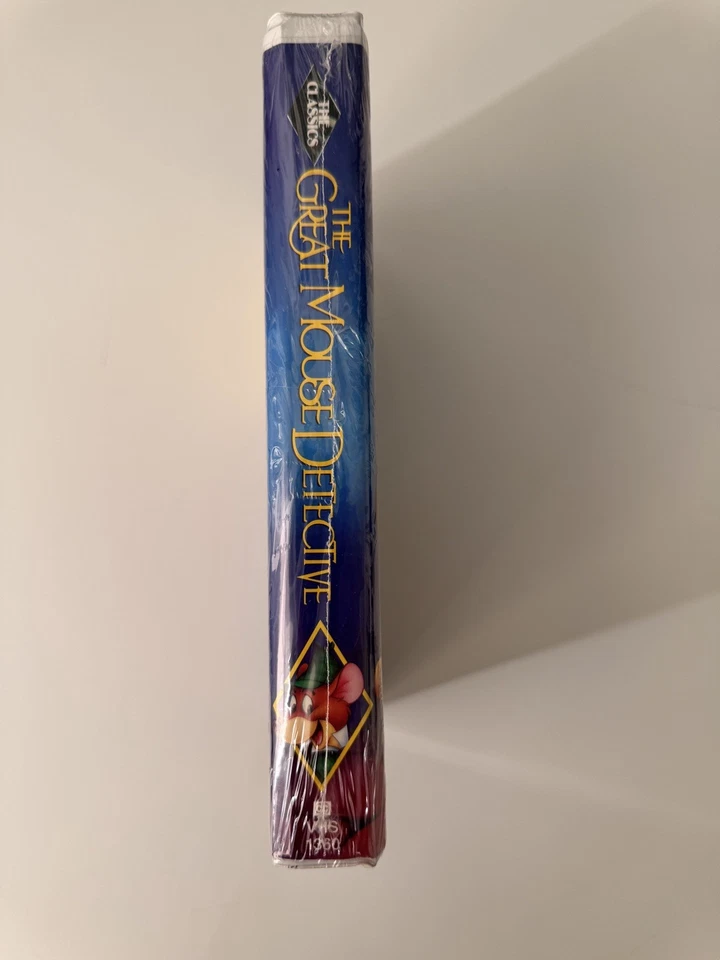 THE
CLASSICS
THE
GREAT MOUSE DETECTIVE
VHS
1360